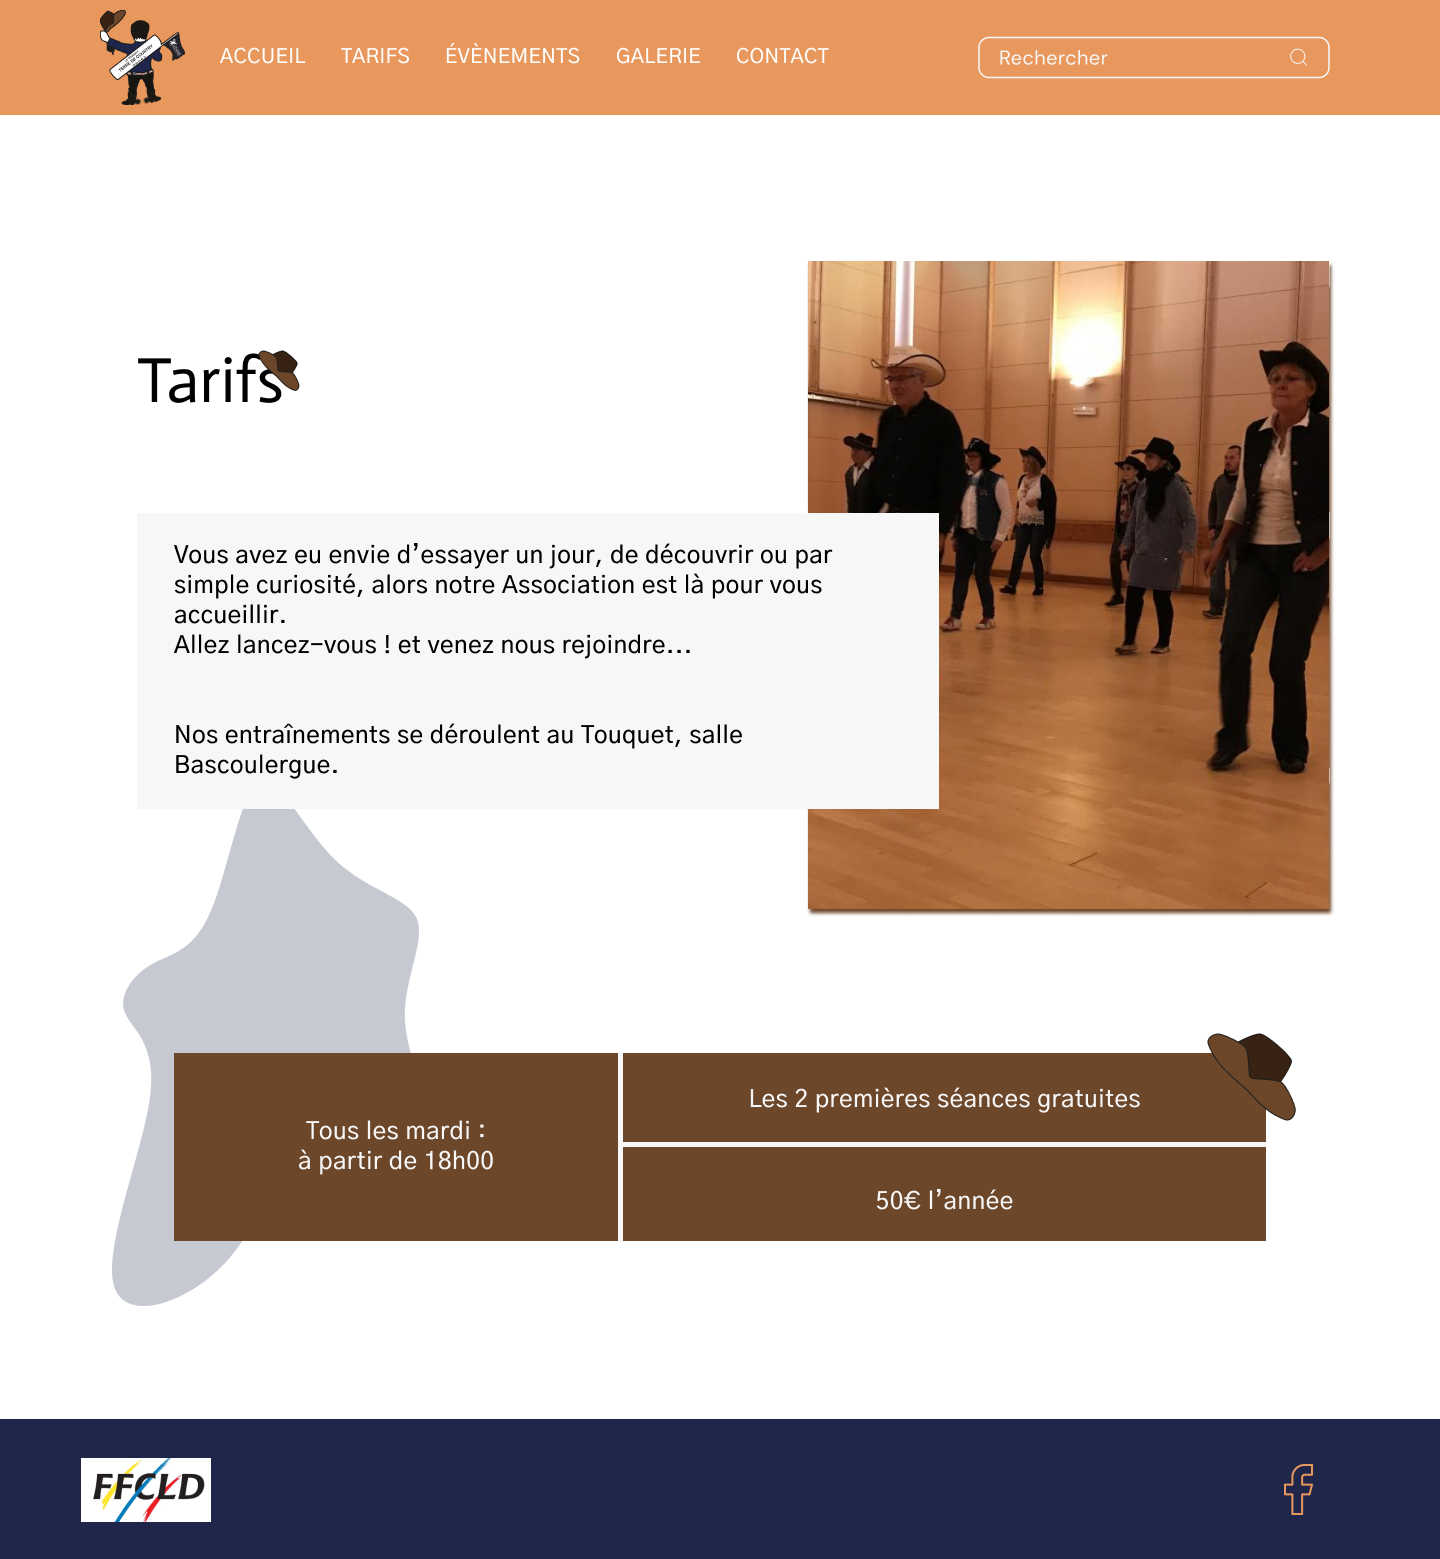 TERRE DE COUNTRY
ACCUEIL
TARIFS
ÉVÈNEMENTS
GALERIE
CONTACT
Rechercher
Tarifs
Vous avez eu envie d’essayer un jour, de découvrir ou par
simple curiosité, alors notre Association est là pour vous
accueillir.
Allez lancez-vous ! et venez nous rejoindre...
Nos entraînements se déroulent au Touquet, salle
Bascoulergue.
Tous les mardi :
à partir de 18h00
Les 2 premières séances gratuites
50€ l’année
FFCLD